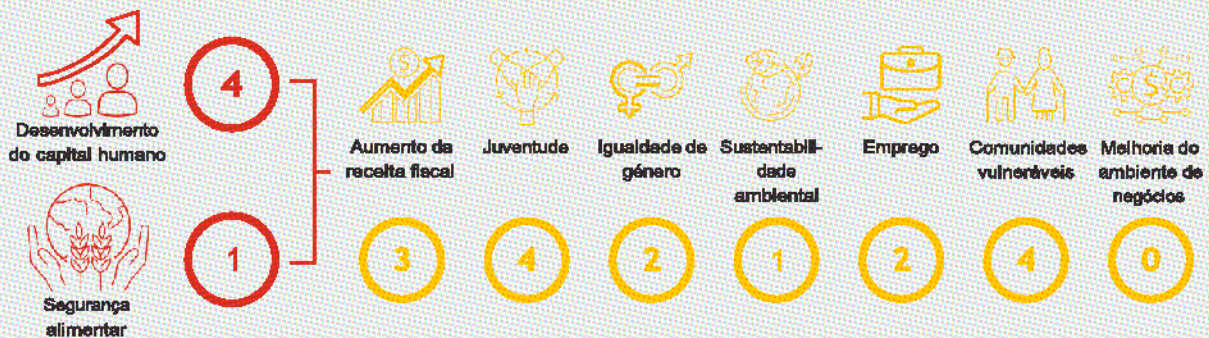 4
Desenvolvimento
do capital humano
1
Segurança
alimentar
$
Aumento da
receita fiscal
3
Juventude
4
Igualdade de
género
2
Sustentabili-
dade
ambiental
1
Emprego
2
Comunidades
vulneráveis
4
$
Melhoria do
ambiente de
negócios
0